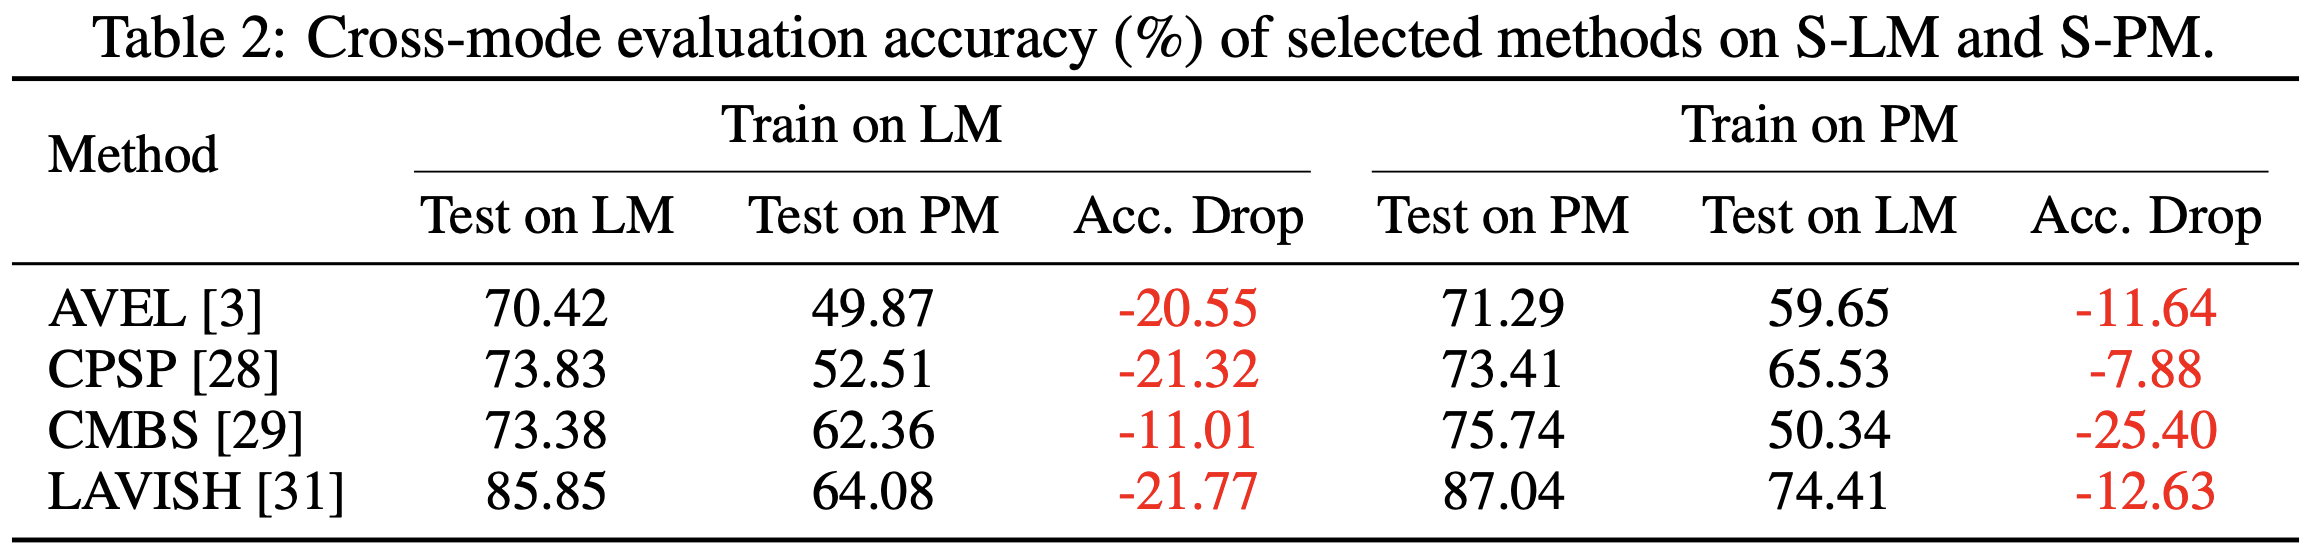 Table 2: Cross-mode evaluation accuracy (%) of selected methods on S-LM and S-PM.
Method Train on LM Train on PM
Test on LM Test on PM Acc. Drop Test on PM Test on LM Acc. Drop
AVEL [3] 70.42 49.87 -20.55 71.29 59.65 -11.64
CPSP [28] 73.83 52.51 -21.32 73.41 65.53 -7.88
CMBS [29] 73.38 62.36 -11.01 75.74 50.34 -25.40
LAVISH [31] 85.85 64.08 -21.77 87.04 74.41 -12.63